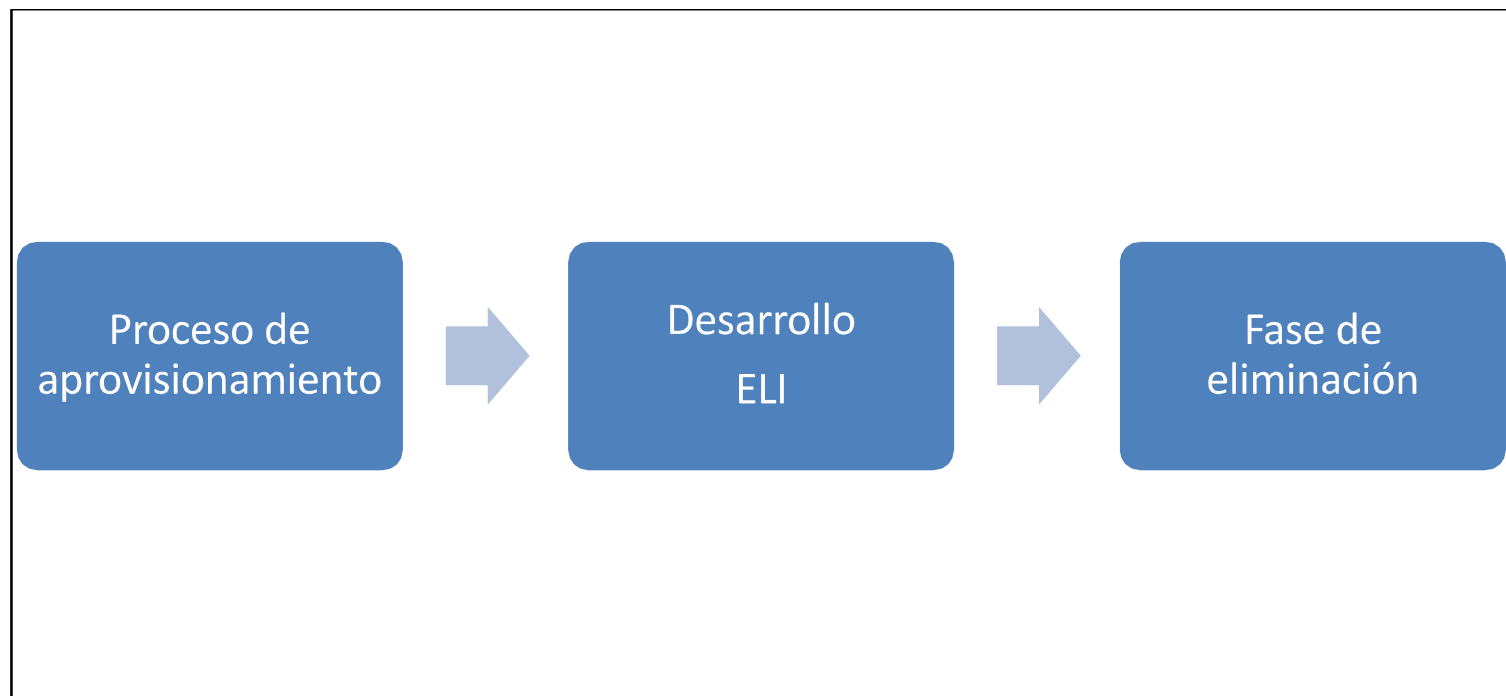 Proceso de
aprovisionamiento
Desarrollo
ELI
Fase de
eliminación